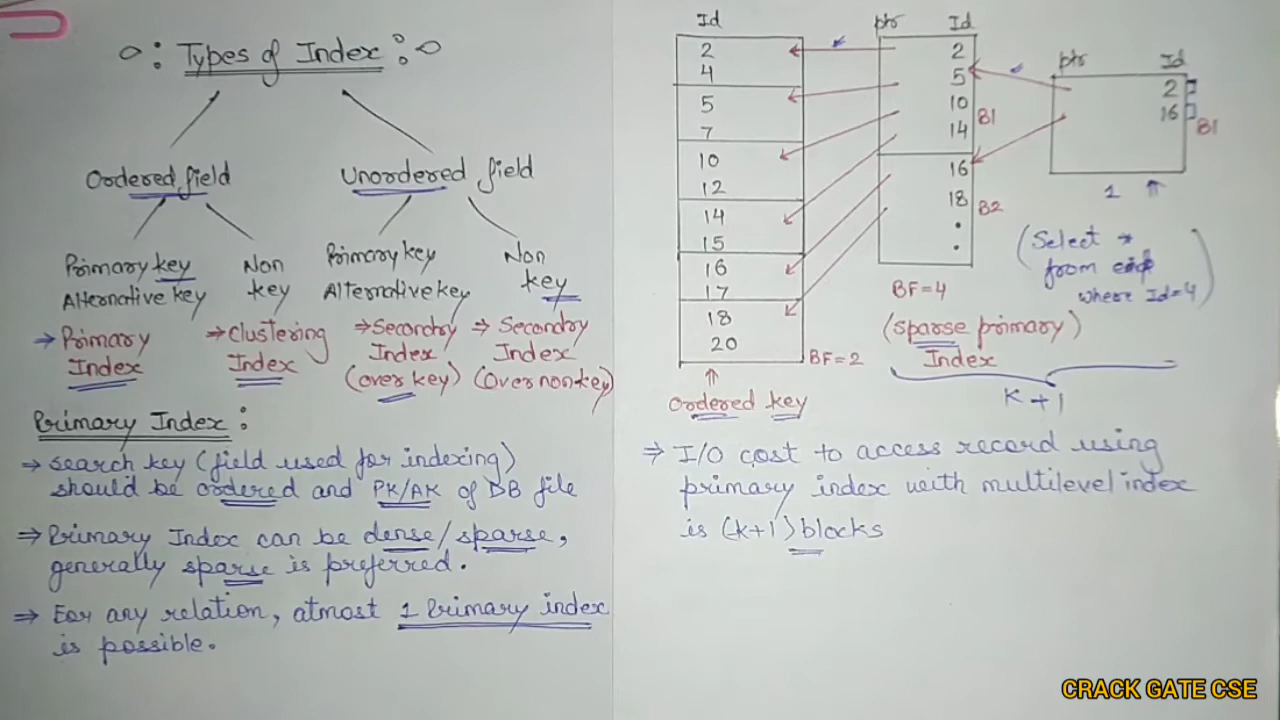 Types of Index :
Ordered field
Unordered field
Primary key
Alternative key
Non
key
Primary key
Alternative key
Non
key
⇒ Primary
Index
⇒ Clustering
Index
⇒ Secondry
Index
(over key)
⇒ Secondry
Index
(Over nonkey)
Primary Index :
⇒ Search key (field used for indexing)
should be ordered and PK/AK of DB file
⇒ Primary Index can be dense/sparse,
generally sparse is preferred.
⇒ For any relation, atmost 1 Primary index
is possible.
Id
2
4
5
7
10
12
14
15
16
17
18
20
BF=2
Ordered key
ptr Id
2
5
10
14
B1
16
18
B2
BF=4
(sparse primary)
Index
ptr Id
2
16
B1
1
(Select *
from
where Id=4)
K+1
⇒ I/O cost to access record using
primary index with multilevel index
is (k+1) blocks
CRACK GATE CSE